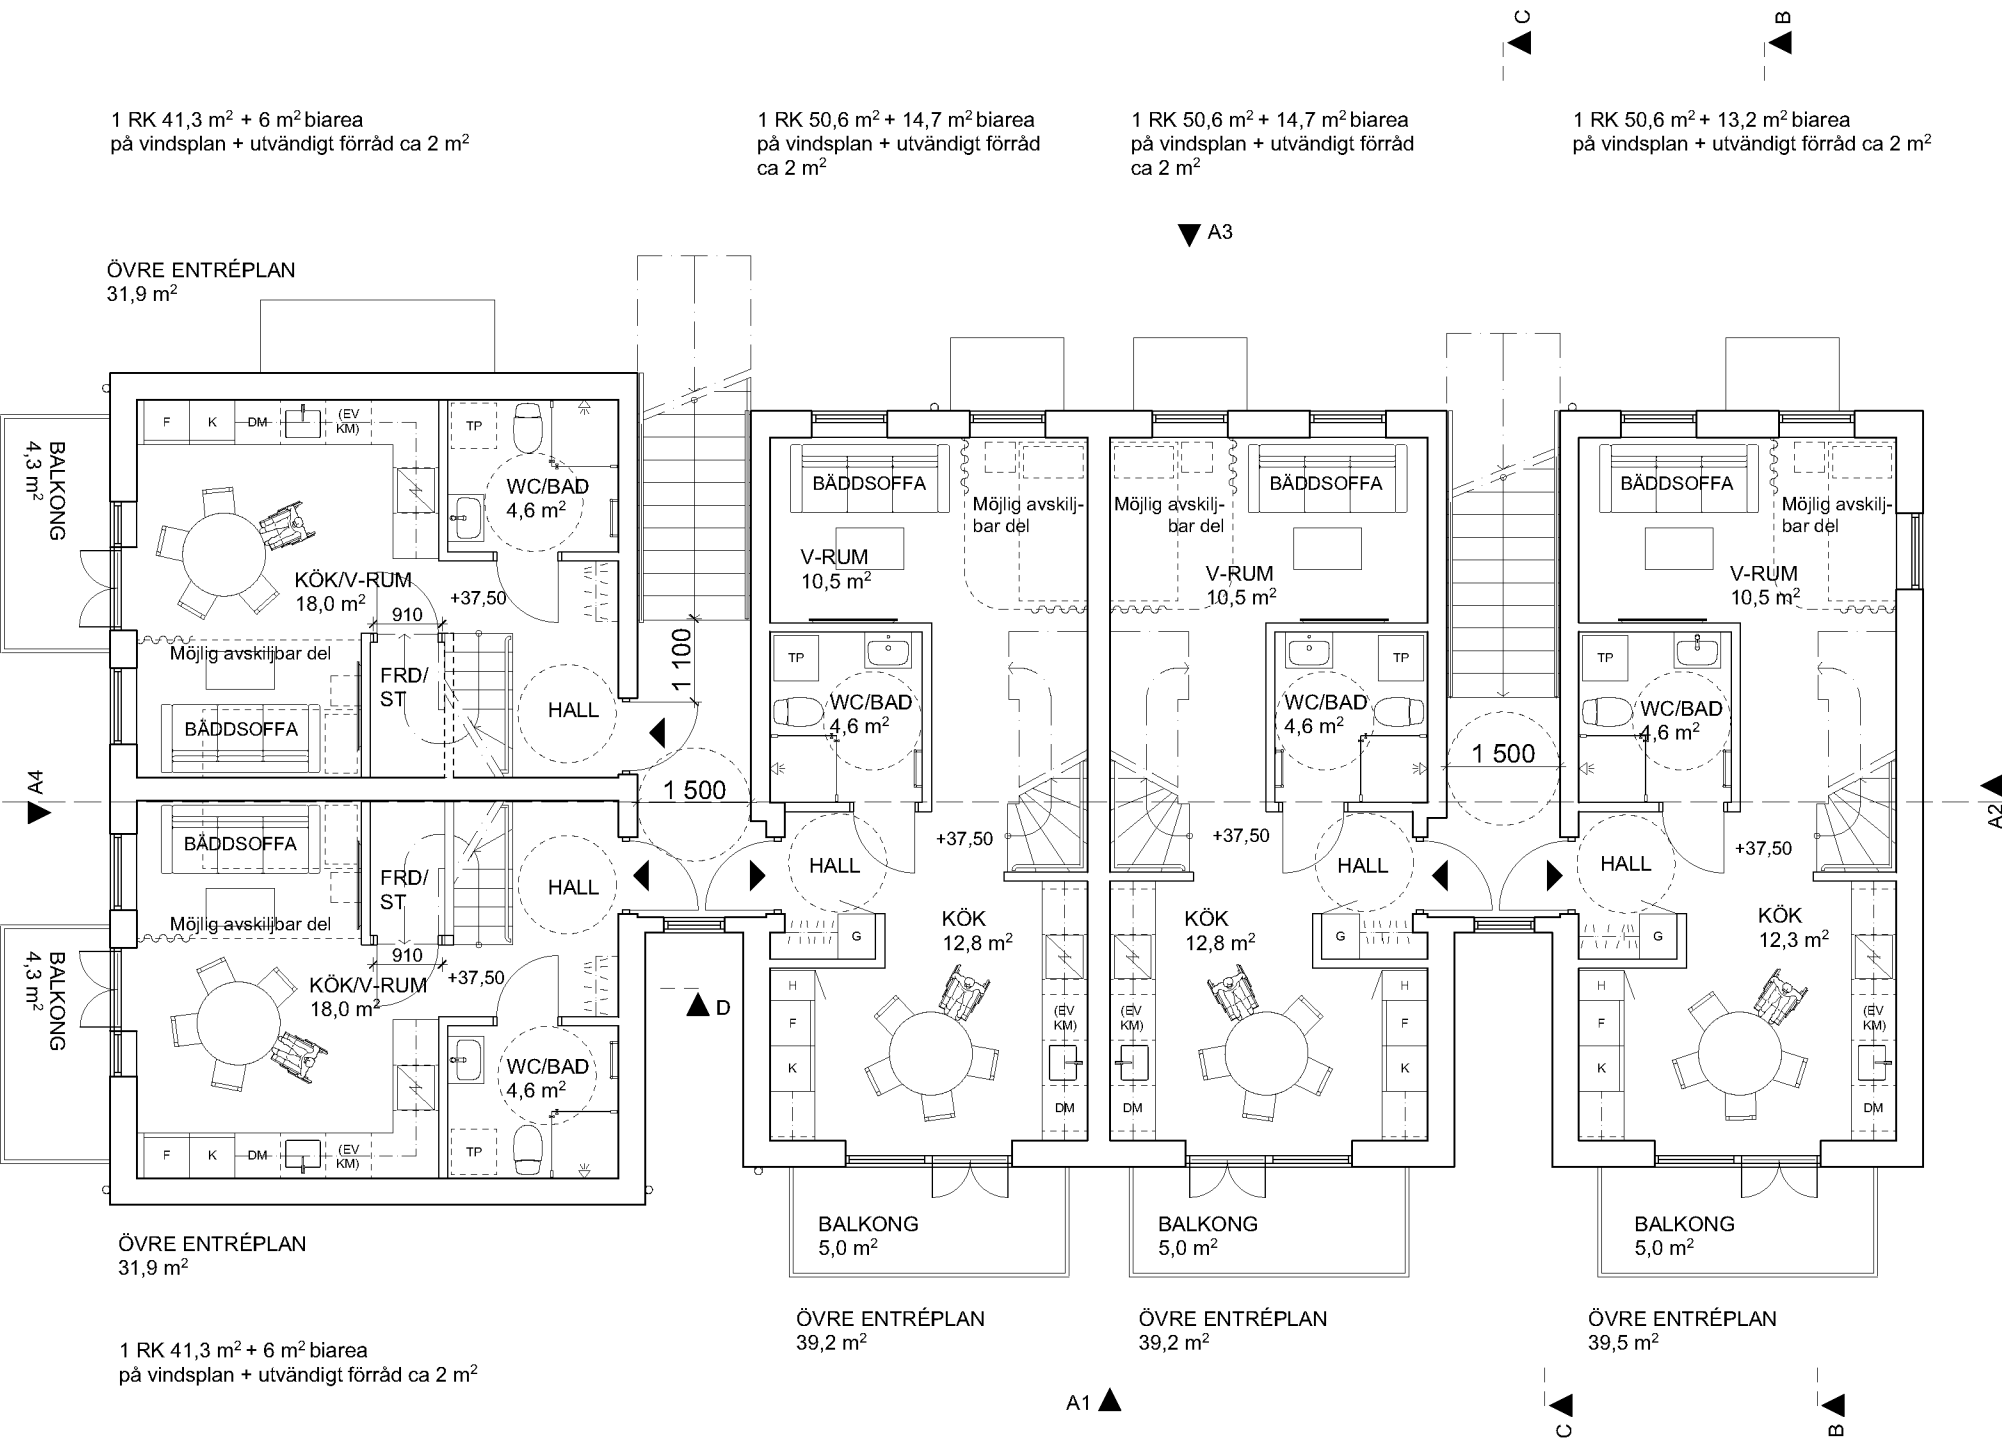 C
B
1 RK 41,3 m² + 6 m² biarea
på vindsplan + utvändigt förråd ca 2 m²
1 RK 50,6 m² + 14,7 m² biarea
på vindsplan + utvändigt förråd
ca 2 m²
1 RK 50,6 m² + 14,7 m² biarea
på vindsplan + utvändigt förråd
ca 2 m²
1 RK 50,6 m² + 13,2 m² biarea
på vindsplan + utvändigt förråd ca 2 m²
A3
ÖVRE ENTRÉPLAN
31,9 m²
BALKONG
4,3 m²
F
K
DM
(EV
KM)
TP
WC/BAD
4,6 m²
KÖK/V-RUM
18,0 m²
910
+37,50
Möjlig avskiljbar del
FRD/
ST
BÄDDSOFFA
HALL
1 100
1 500
A4
BÄDDSOFFA
FRD/
ST
HALL
Möjlig avskiljbar del
910
KÖK/V-RUM
18,0 m²
+37,50
BALKONG
4,3 m²
WC/BAD
4,6 m²
TP
F
K
DM
(EV
KM)
D
BÄDDSOFFA
Möjlig avskilj-
bar del
V-RUM
10,5 m²
TP
WC/BAD
4,6 m²
+37,50
HALL
G
KÖK
12,8 m²
H
F
K
(EV
KM)
DM
BALKONG
5,0 m²
Möjlig avskilj-
bar del
BÄDDSOFFA
V-RUM
10,5 m²
TP
WC/BAD
4,6 m²
+37,50
HALL
G
KÖK
12,8 m²
H
F
K
(EV
KM)
DM
BALKONG
5,0 m²
1 500
BÄDDSOFFA
Möjlig avskilj-
bar del
V-RUM
10,5 m²
TP
WC/BAD
4,6 m²
+37,50
HALL
G
KÖK
12,3 m²
H
F
K
(EV
KM)
DM
BALKONG
5,0 m²
A2
ÖVRE ENTRÉPLAN
31,9 m²
1 RK 41,3 m² + 6 m² biarea
på vindsplan + utvändigt förråd ca 2 m²
ÖVRE ENTRÉPLAN
39,2 m²
ÖVRE ENTRÉPLAN
39,2 m²
ÖVRE ENTRÉPLAN
39,5 m²
A1
C
B